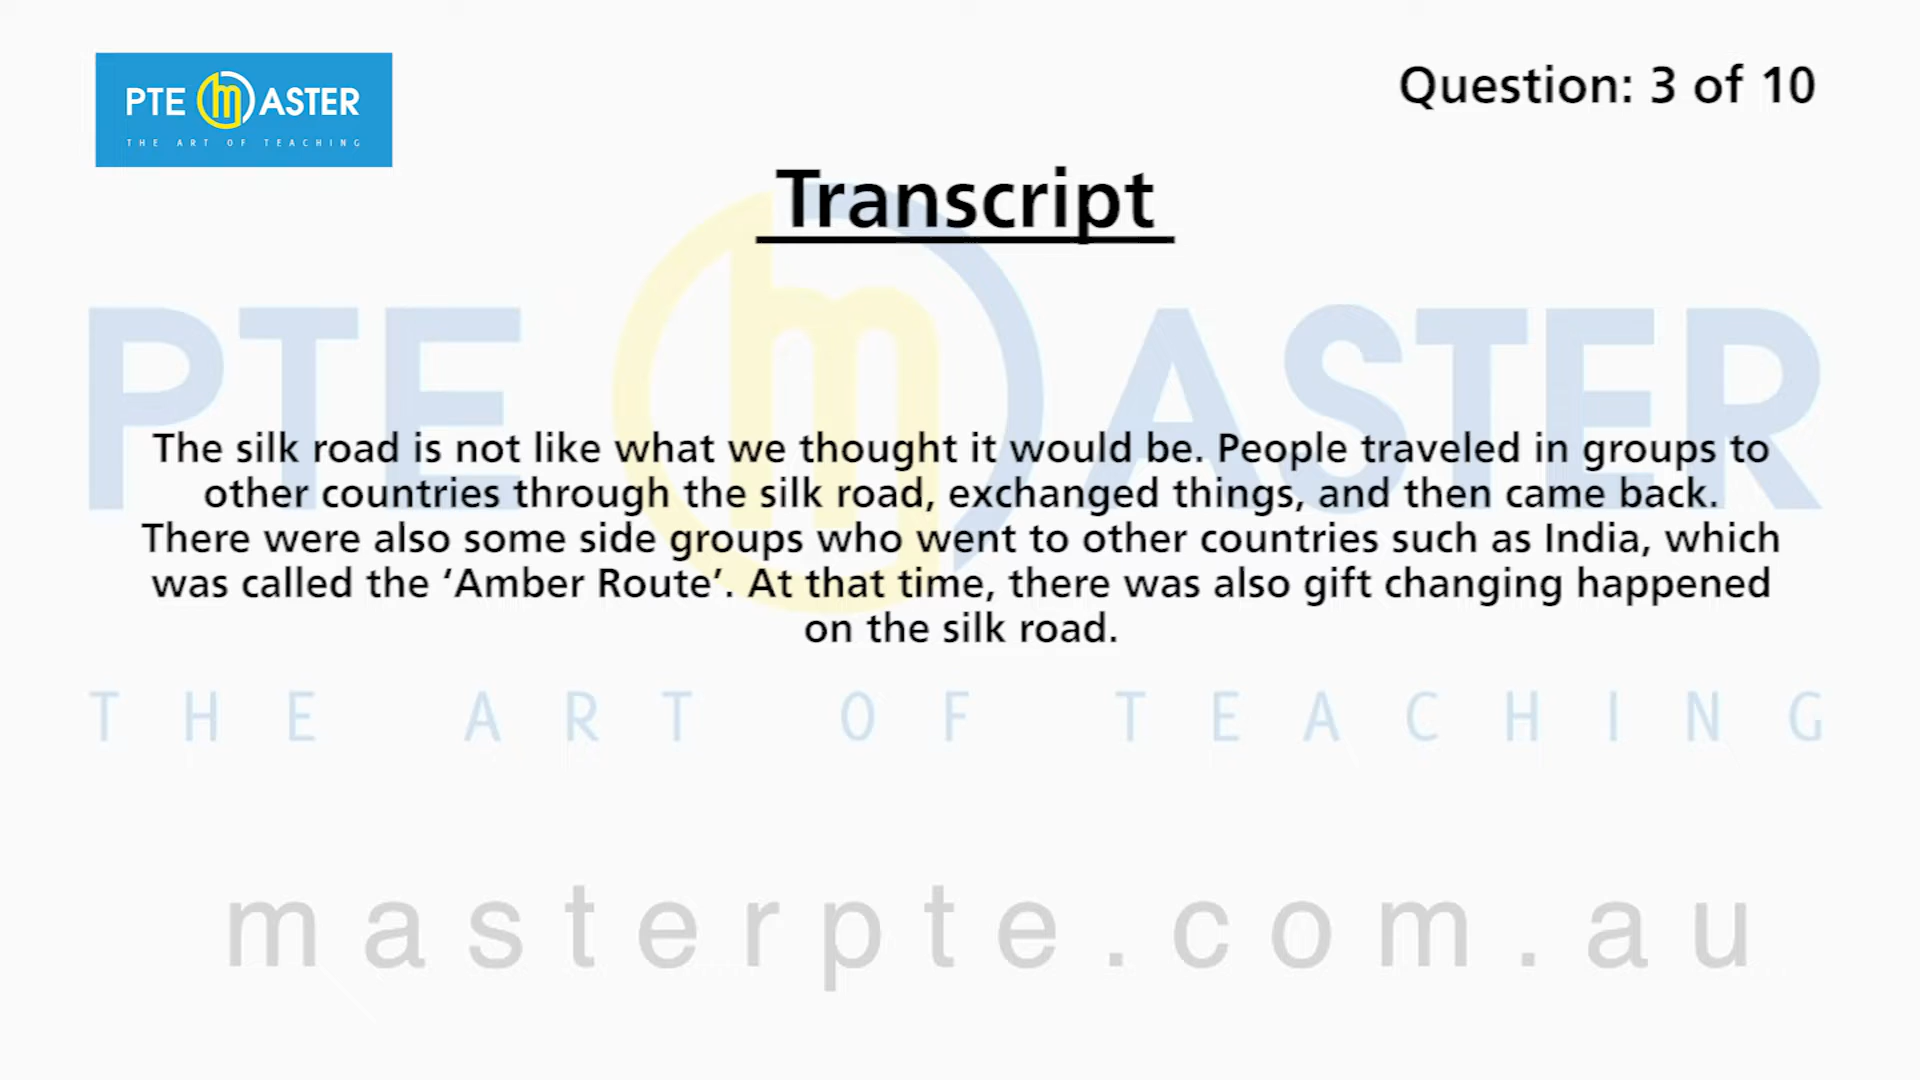 PTE MASTER
THE ART OF TEACHING
Question: 3 of 10
Transcript
PTE MASTER
The silk road is not like what we thought it would be. People traveled in groups to
other countries through the silk road, exchanged things, and then came back.
There were also some side groups who went to other countries such as India, which
was called the ‘Amber Route’. At that time, there was also gift changing happened
on the silk road.
THE ART OF TEACHING
masterpte.com.au